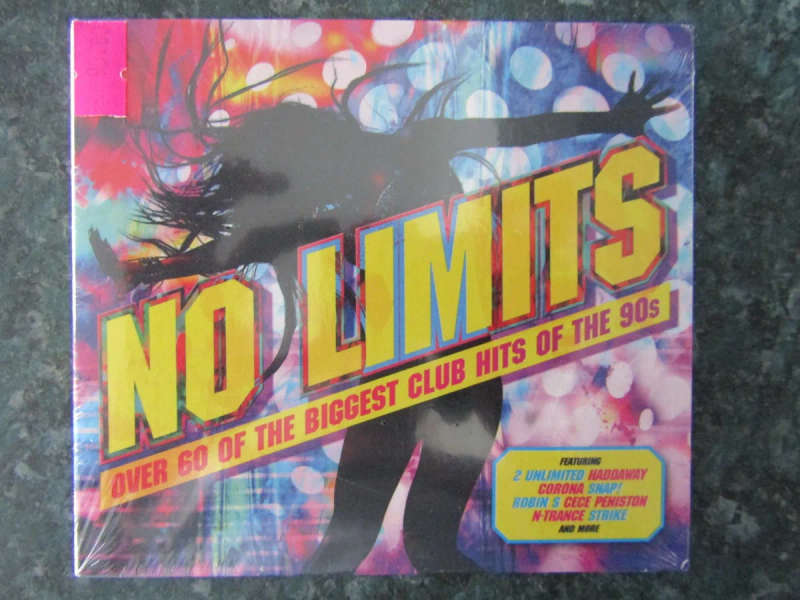 NO LIMITS
OVER 60 OF THE BIGGEST CLUB HITS OF THE 90s
FEATURING
2 UNLIMITED HADDAWAY
CORONA SNAP!
ROBIN S CECE PENISTON
N-TRANCE STRIKE
AND MORE